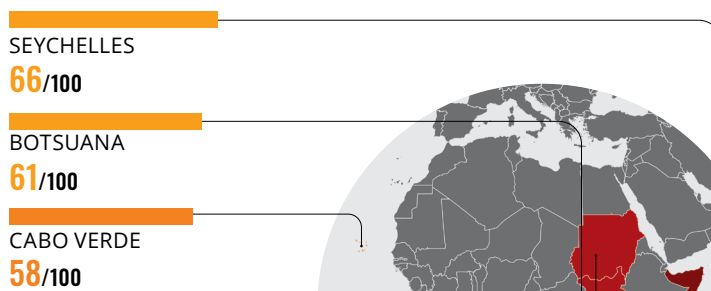 SEYCHELLES
66/100
BOTSUANA
61/100
CABO VERDE
58/100